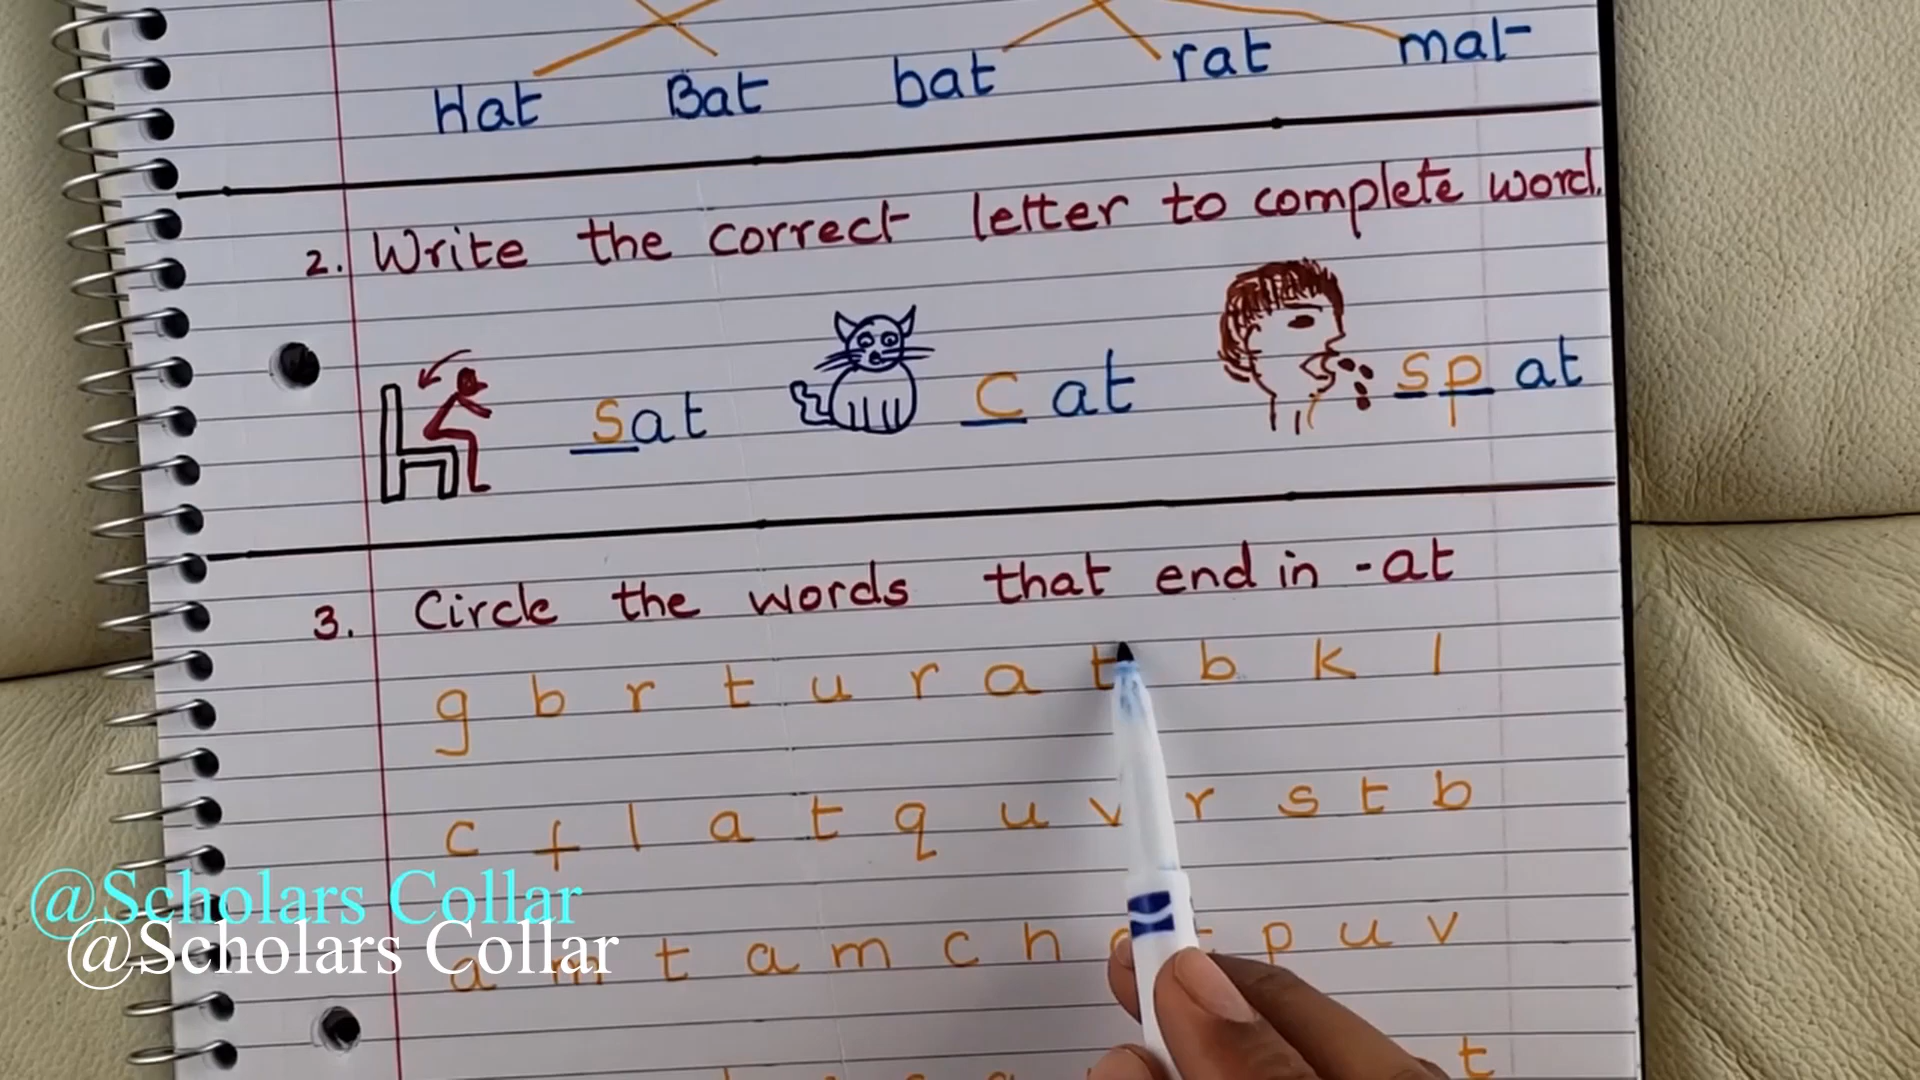 Hat Bat bat rat mat
2. Write the correct letter to complete word.
sat cat spat
3. Circle the words that end in -at
g b r t u r a t b k l
c f l a t q u v r s t b
@Scholars Collar
@Scholars Collar
a m t a m c h p u v
t